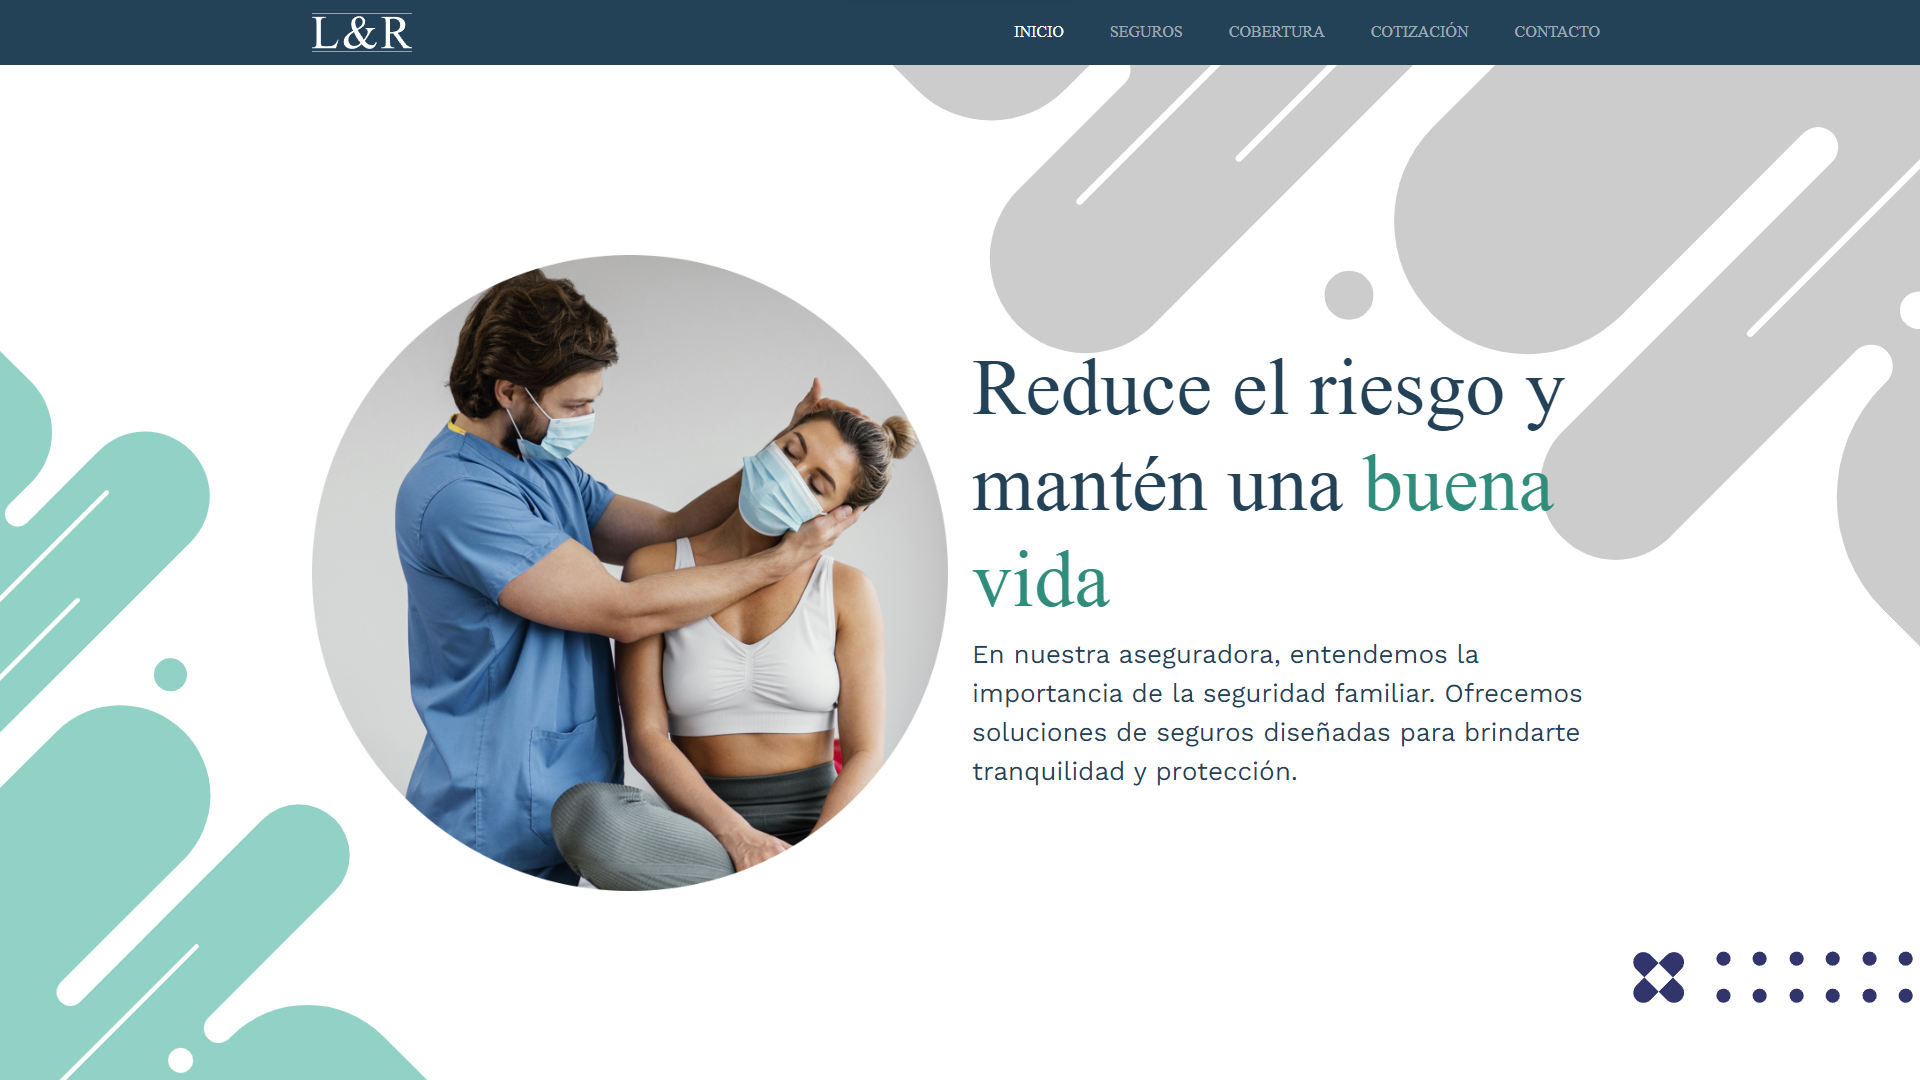 L&R
INICIO SEGUROS COBERTURA COTIZACIÓN CONTACTO
Reduce el riesgo y
mantén una buena
vida
En nuestra aseguradora, entendemos la
importancia de la seguridad familiar. Ofrecemos
soluciones de seguros diseñadas para brindarte
tranquilidad y protección.